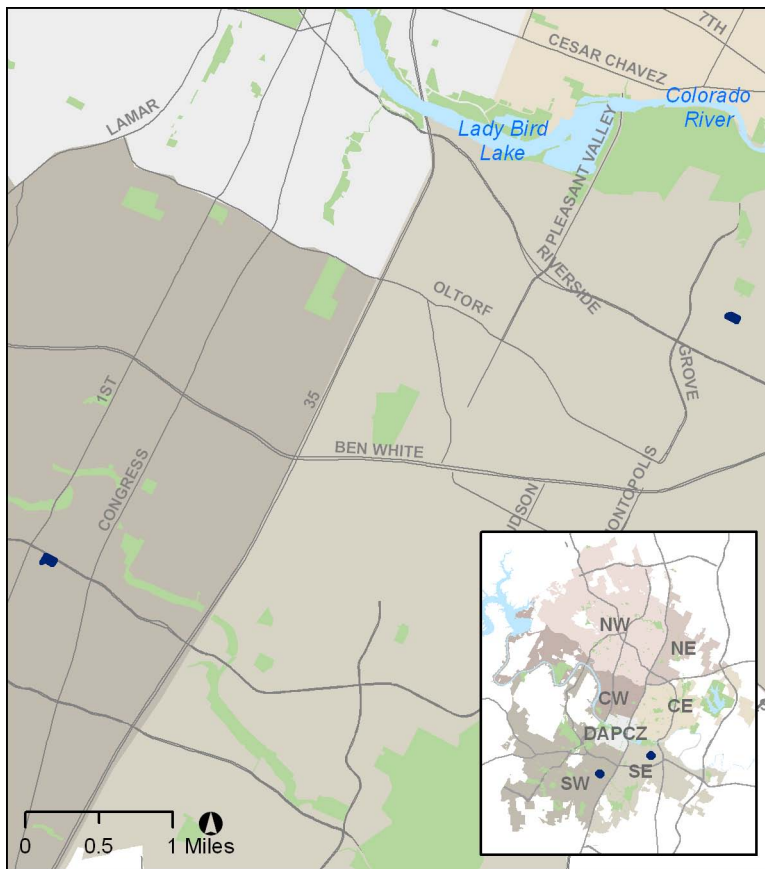 7TH
CESAR CHAVEZ
LAMAR
Colorado
River
Lady Bird
Lake
PLEASANT VALLEY
RIVERSIDE
OLTORF
GROVE
1ST
35
BEN WHITE
CONGRESS
IDSON
MONTOPOLIS
NW
NE
CW
CE
DAPCZ
SW
SE
0 0.5 1 Miles